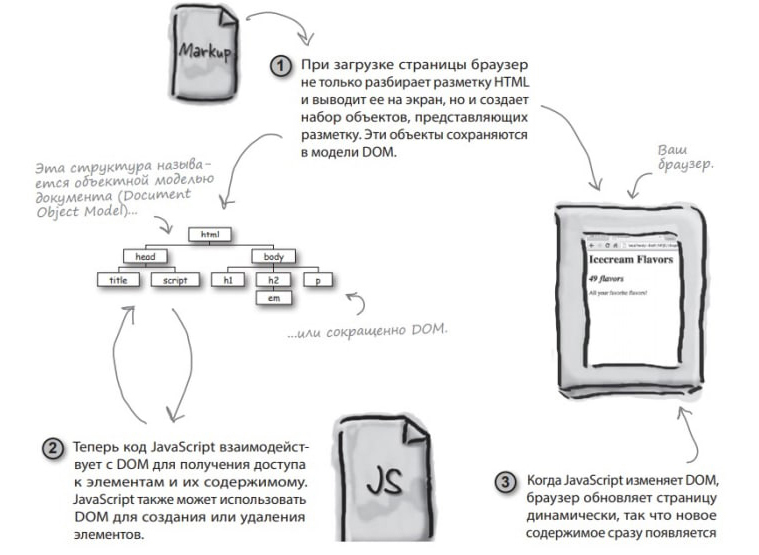 Markup
1 При загрузке страницы браузер
не только разбирает разметку HTML
и выводит ее на экран, но и создает
набор объектов, представляющих
разметку. Эти объекты сохраняются
в модели DOM.
Ваш
браузер.
Эта структура называ-
ется объектной моделью
документа (Document
Object Model)...
html
head body
title script h1 h2 p
em
...или сокращенно DOM.
Icecream Flavors
49 flavors
All your favorite flavors!
2 Теперь код JavaScript взаимодейст-
вует с DOM для получения доступа
к элементам и их содержимому.
JavaScript также может использовать
DOM для создания или удаления
элементов.
JS
3 Когда JavaScript изменяет DOM,
браузер обновляет страницу
динамически, так что новое
содержимое сразу появляется